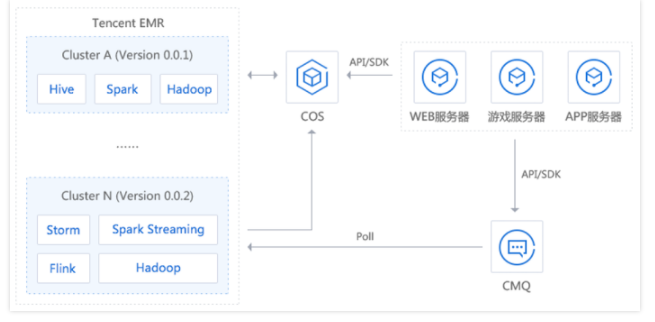 Tencent EMR
Cluster A (Version 0.0.1)
Hive
Spark
Hadoop
......
Cluster N (Version 0.0.2)
Storm
Spark Streaming
Flink
Hadoop
COS
API/SDK
WEB服务器
游戏服务器
APP服务器
API/SDK
Poll
CMQ